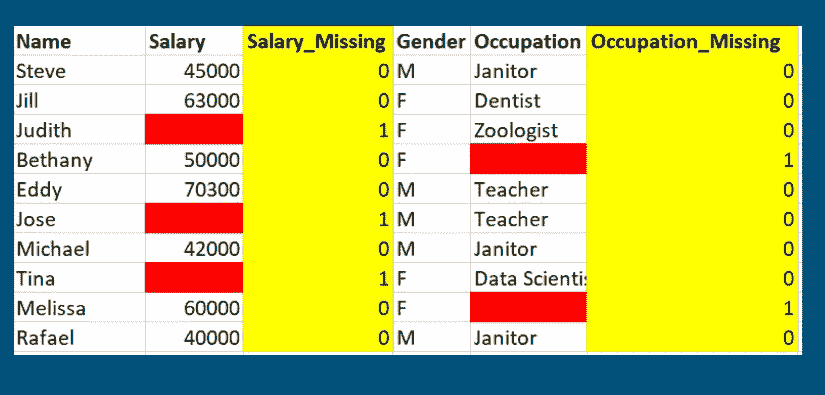 Name Salary Salary_Missing Gender Occupation Occupation_Missing
Steve 45000 0 M Janitor 0
Jill 63000 0 F Dentist 0
Judith 1 F Zoologist 0
Bethany 50000 0 F 1
Eddy 70300 0 M Teacher 0
Jose 1 M Teacher 0
Michael 42000 0 M Janitor 0
Tina 1 F Data Scienti 0
Melissa 60000 0 F 1
Rafael 40000 0 M Janitor 0